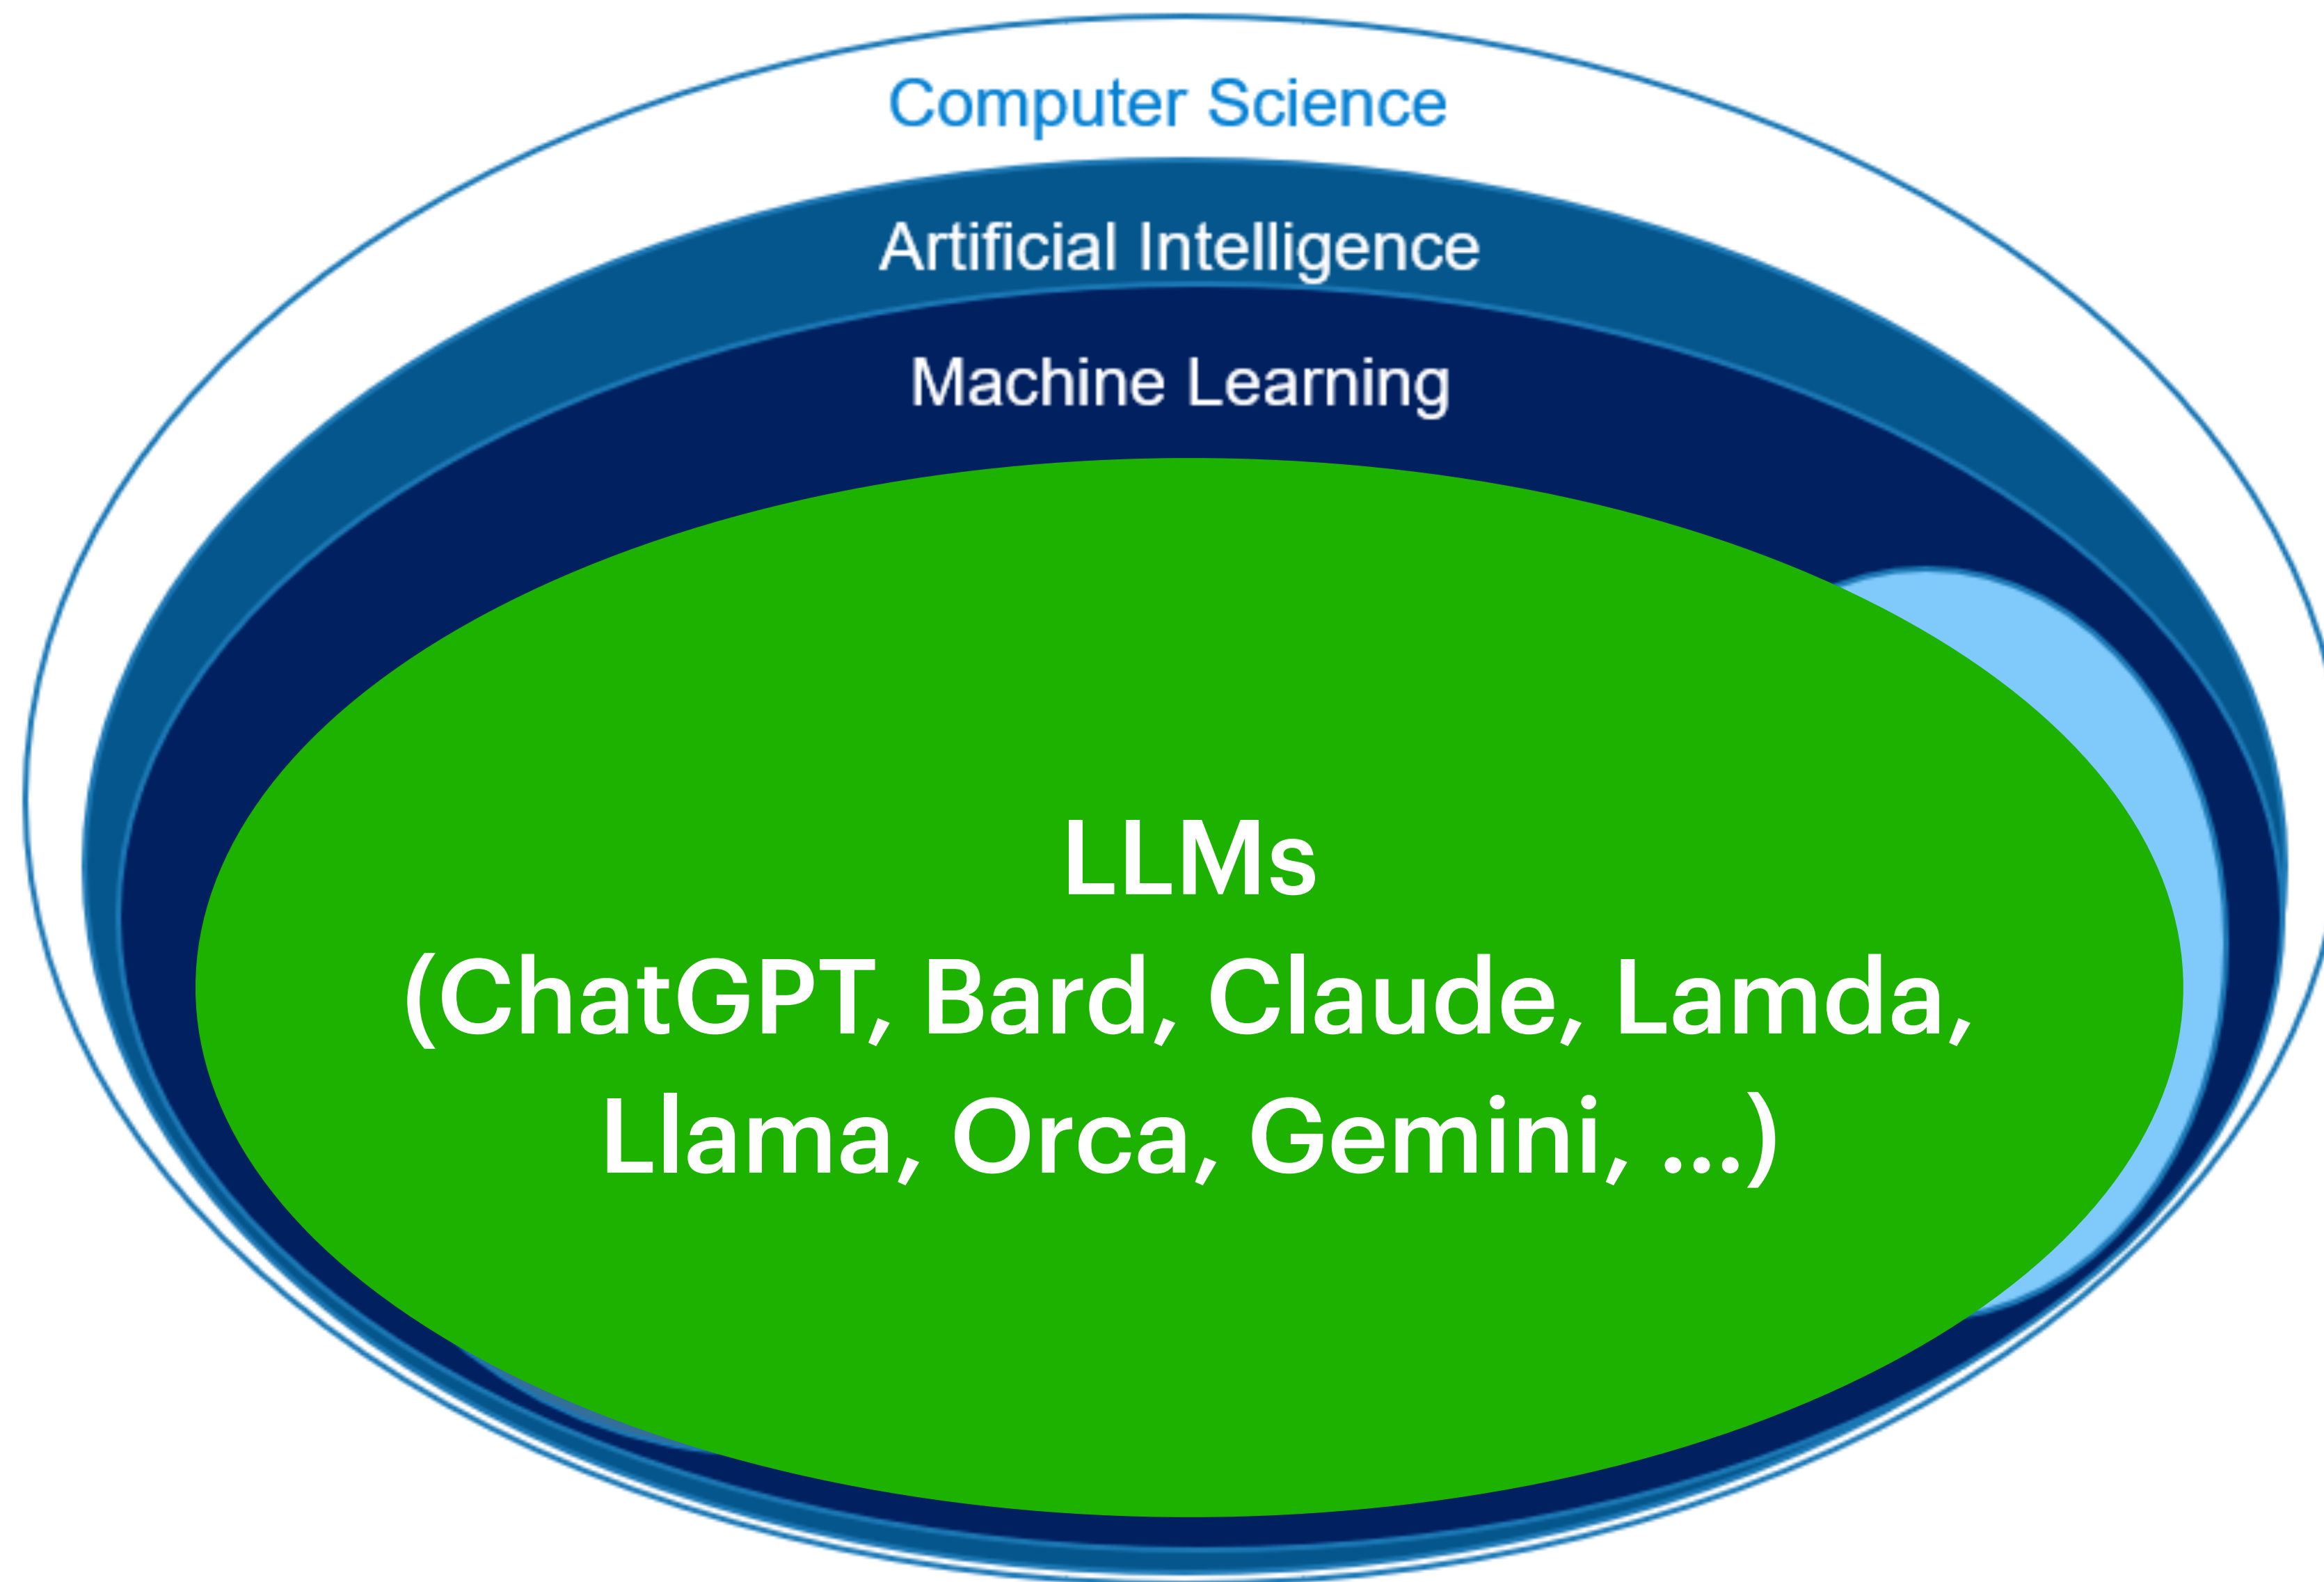 Computer Science
Artificial Intelligence
Machine Learning
LLMs
(ChatGPT, Bard, Claude, Lamda,
Llama, Orca, Gemini, ...)